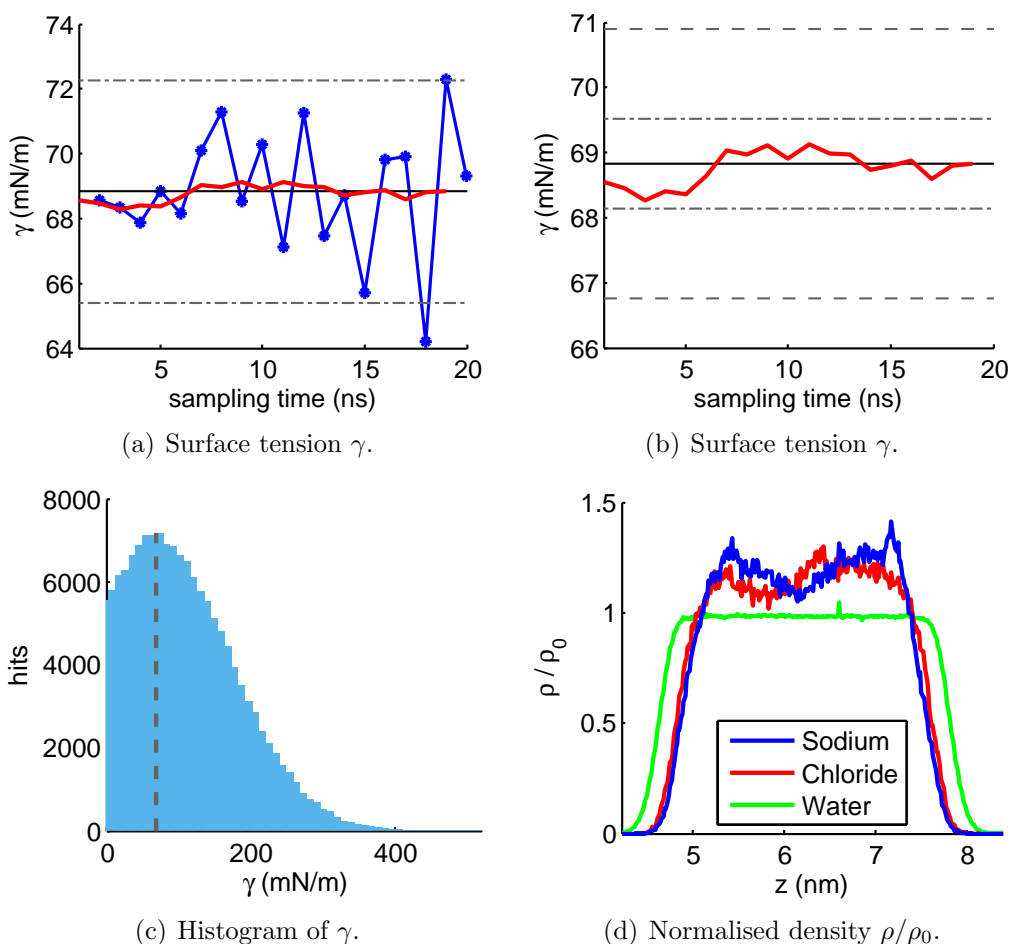 74
72
70
68
66
64
γ (mN/m)
5
10
15
20
sampling time (ns)
(a) Surface tension γ.
71
70
69
68
67
66
γ (mN/m)
5
10
15
20
sampling time (ns)
(b) Surface tension γ.
8000
6000
4000
2000
0
hits
0
200
400
γ (mN/m)
(c) Histogram of γ.
1.5
1
0.5
0
ρ / ρ₀
Sodium
Chloride
Water
5
6
7
8
z (nm)
(d) Normalised density ρ/ρ₀.